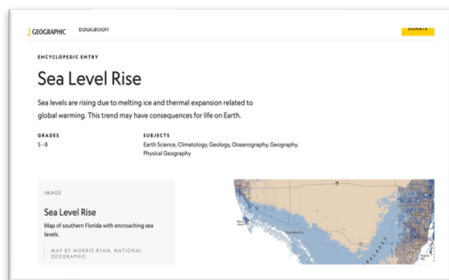 GEOGRAPHIC
Education
DONATE
ENCYCLOPEDIC ENTRY
Sea Level Rise
Sea levels are rising due to melting ice and thermal expansion related to
global warming. This trend may have consequences for life on Earth.
GRADES
5 - 8
SUBJECTS
Earth Science, Climatology, Geology, Oceanography, Geography,
Physical Geography
IMAGE
Sea Level Rise
Map of southern Florida with encroaching sea
levels.
MAP BY MORRIS RYAN, NATIONAL
GEOGRAPHIC